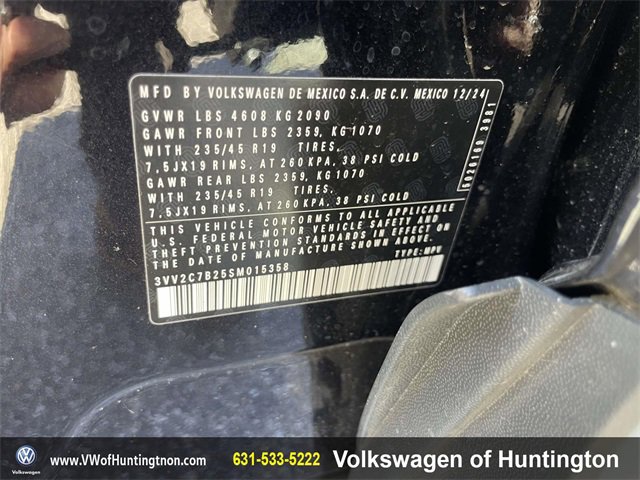 MFD BY VOLKSWAGEN DE MEXICO S.A. DE C.V. MEXICO 12/24
GVWR LBS 4608 KG 2090
GAWR FRONT LBS 2359, KG 1070
WITH 235/45 R19 TIRES,
7,5JX19 RIMS, AT 260 KPA, 38 PSI COLD
GAWR REAR LBS 2359, KG 1070
WITH 235/45 R19 TIRES,
7,5JX19 RIMS, AT 260 KPA, 38 PSI COLD
THIS VEHICLE CONFORMS TO ALL APPLICABLE
U.S. FEDERAL MOTOR VEHICLE SAFETY AND
THEFT PREVENTION STANDARDS IN EFFECT ON
THE DATE OF MANUFACTURE SHOWN ABOVE.
3VV2C7B25SM015358 TYPE: MPV
5026160 3981
Volkswagen
www.VWofHuntingtnon.com
631-533-5222
Volkswagen of Huntington